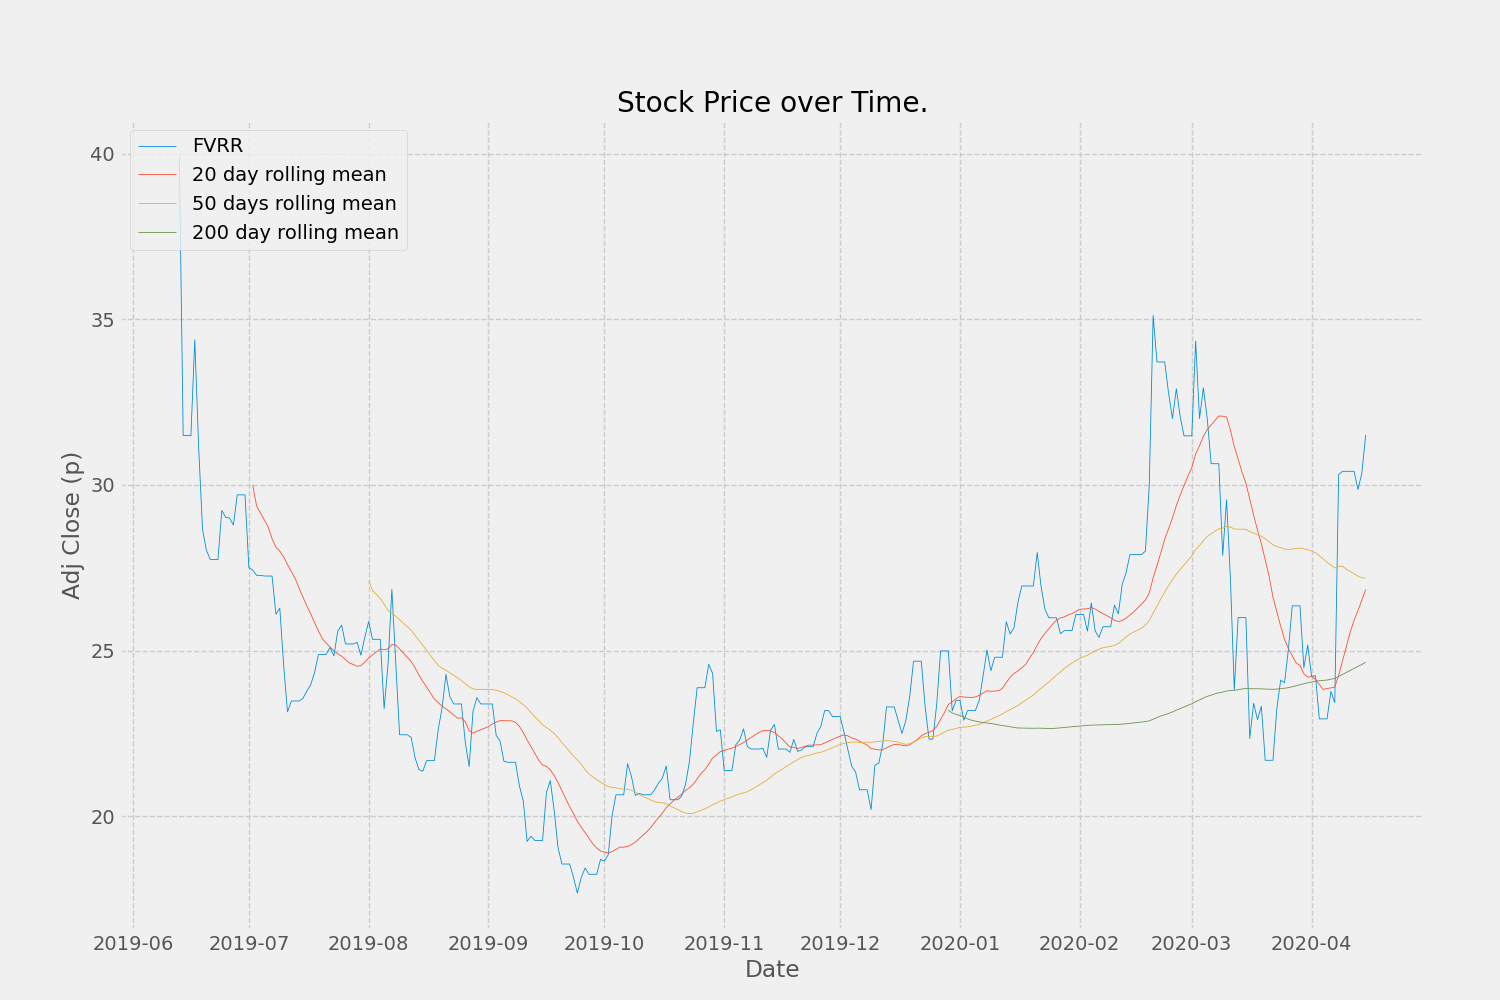 Stock Price over Time.
FVRR
20 day rolling mean
50 days rolling mean
200 day rolling mean
40
35
30
25
20
Adj Close (p)
2019-06 2019-07 2019-08 2019-09 2019-10 2019-11 2019-12 2020-01 2020-02 2020-03 2020-04
Date